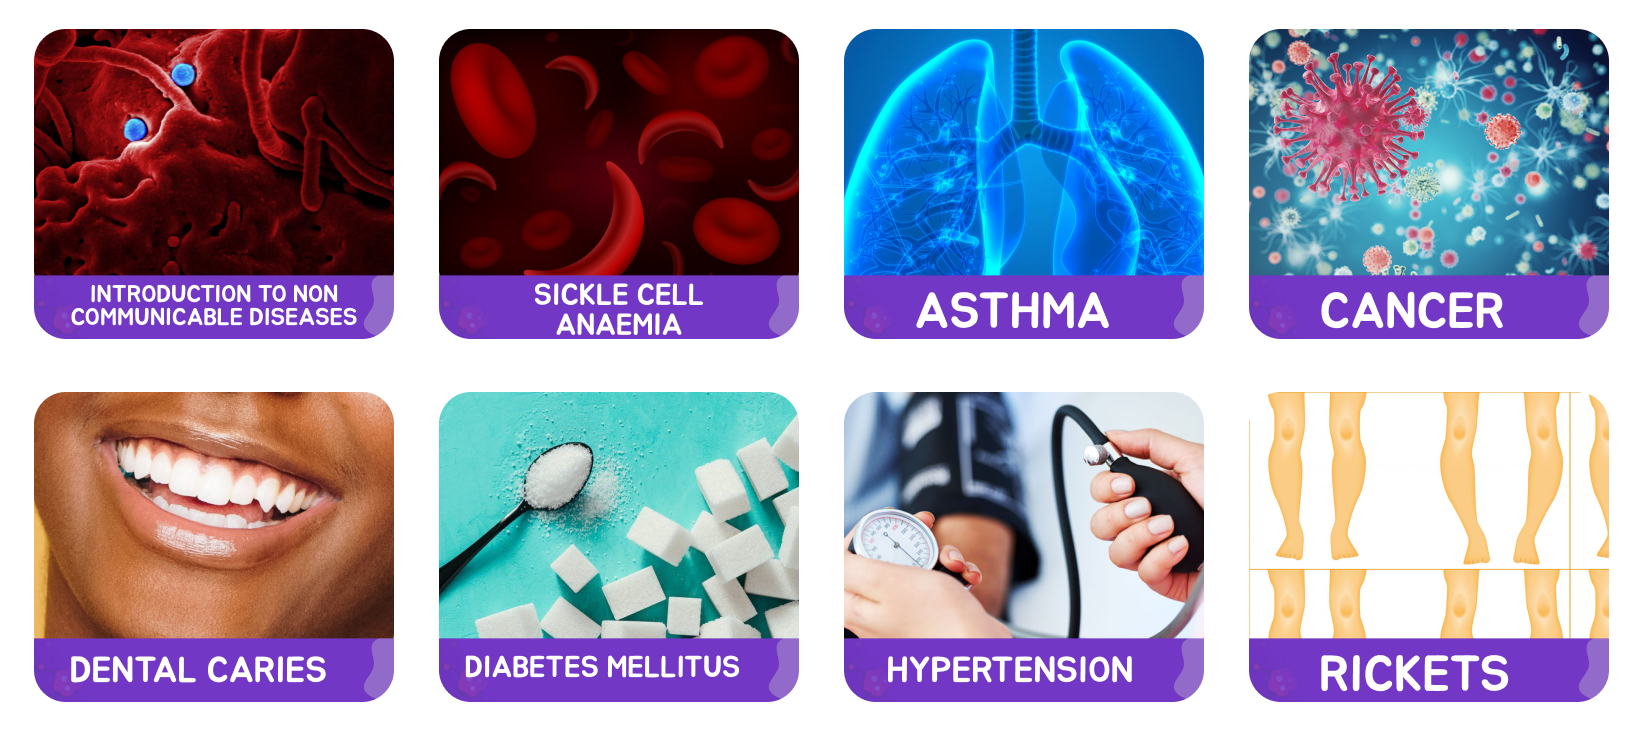 INTRODUCTION TO NON
COMMUNICABLE DISEASES
SICKLE CELL
ANAEMIA
ASTHMA
CANCER
DENTAL CARIES
DIABETES MELLITUS
HYPERTENSION
RICKETS